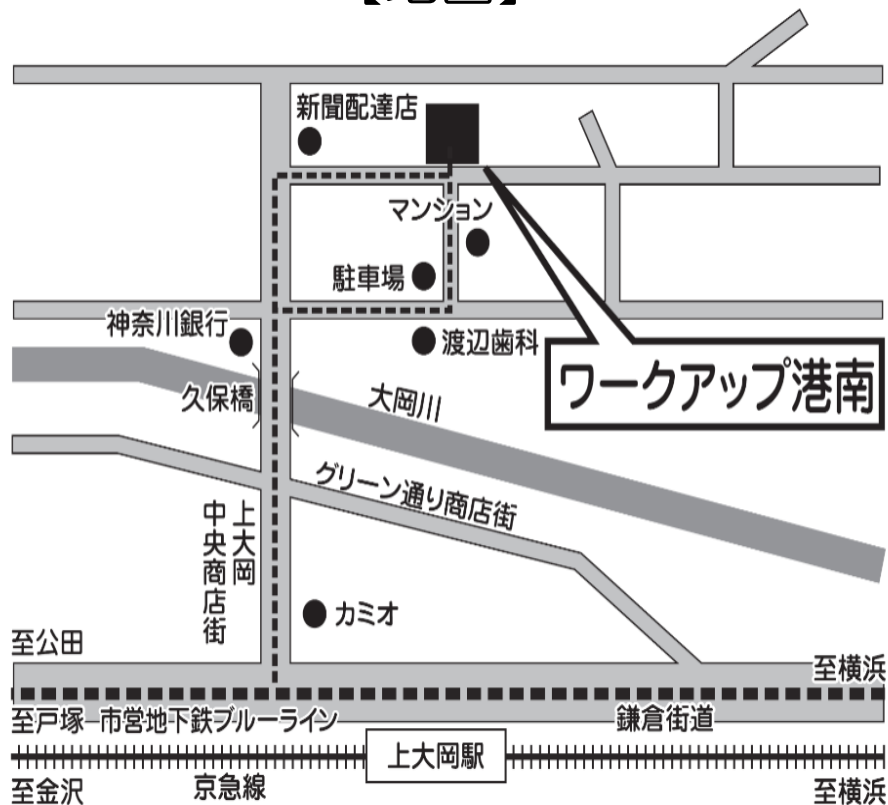 【地図】
新聞配達店
マンション
駐車場
神奈川銀行
渡辺歯科
ワークアップ港南
久保橋
大岡川
グリーン通り商店街
上大岡
中央商店街
カミオ
至公田
至横浜
至戸塚
市営地下鉄ブルーライン
鎌倉街道
上大岡駅
至金沢
京急線
至横浜